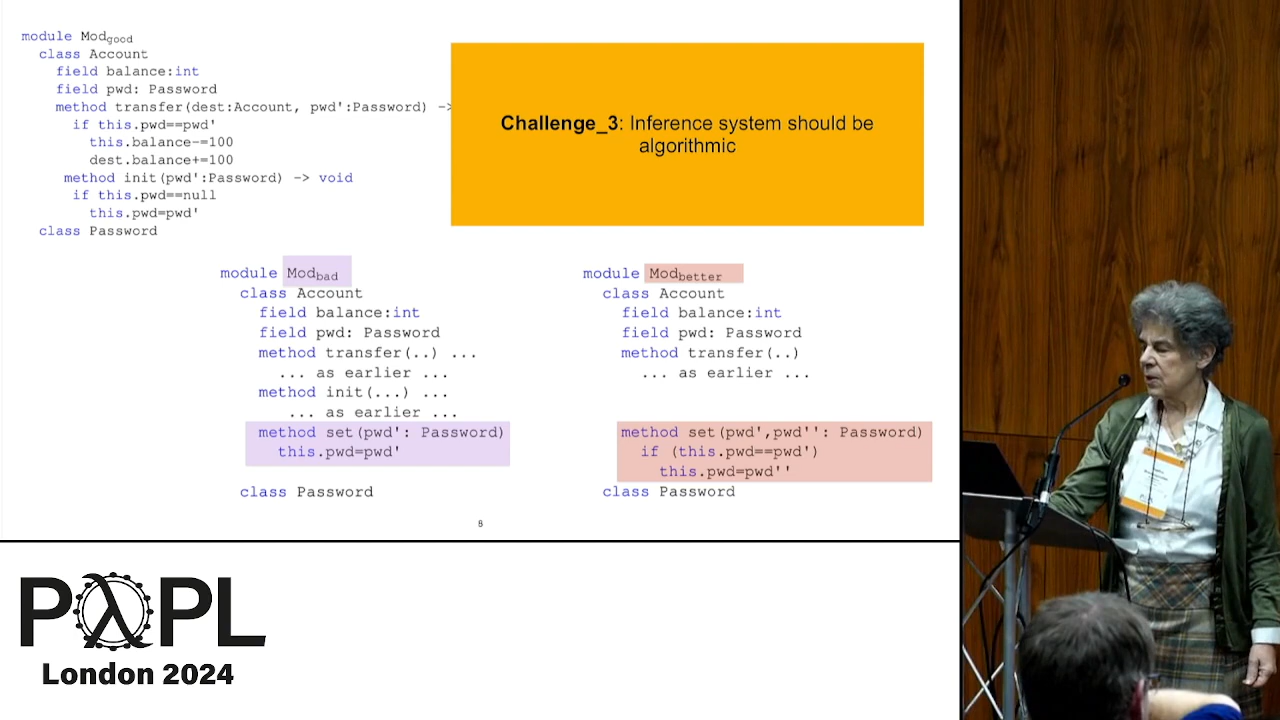 module Modgood
class Account
field balance:int
field pwd: Password
method transfer(dest:Account, pwd':Password) ->
if this.pwd==pwd'
this.balance-=100
dest.balance+=100
method init(pwd':Password) -> void
if this.pwd==null
this.pwd=pwd'
class Password
Challenge_3: Inference system should be
algorithmic
module Modbad
class Account
field balance:int
field pwd: Password
method transfer(..) ...
... as earlier ...
method init(...) ...
... as earlier ...
method set(pwd': Password)
this.pwd=pwd'
class Password
module Modbetter
class Account
field balance:int
field pwd: Password
method transfer(..)
... as earlier ...
method set(pwd',pwd'': Password)
if (this.pwd==pwd')
this.pwd=pwd''
class Password
8
PλPL
London 2024